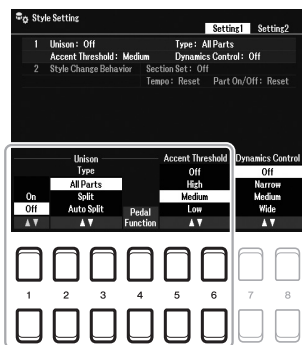 Style Setting
Setting1 Setting2
1 Unison: Off Type: All Parts
Accent Threshold: Medium Dynamics Control: Off
2 Style Change Behavior Section Set: Off
Tempo: Reset Part On/Off: Reset
Unison Accent Threshold Dynamics Control
Type Off Off
All Parts High Narrow
On Split Medium Medium
Off Auto Split Pedal Function Low Wide
1 2 3 4 5 6 7 8